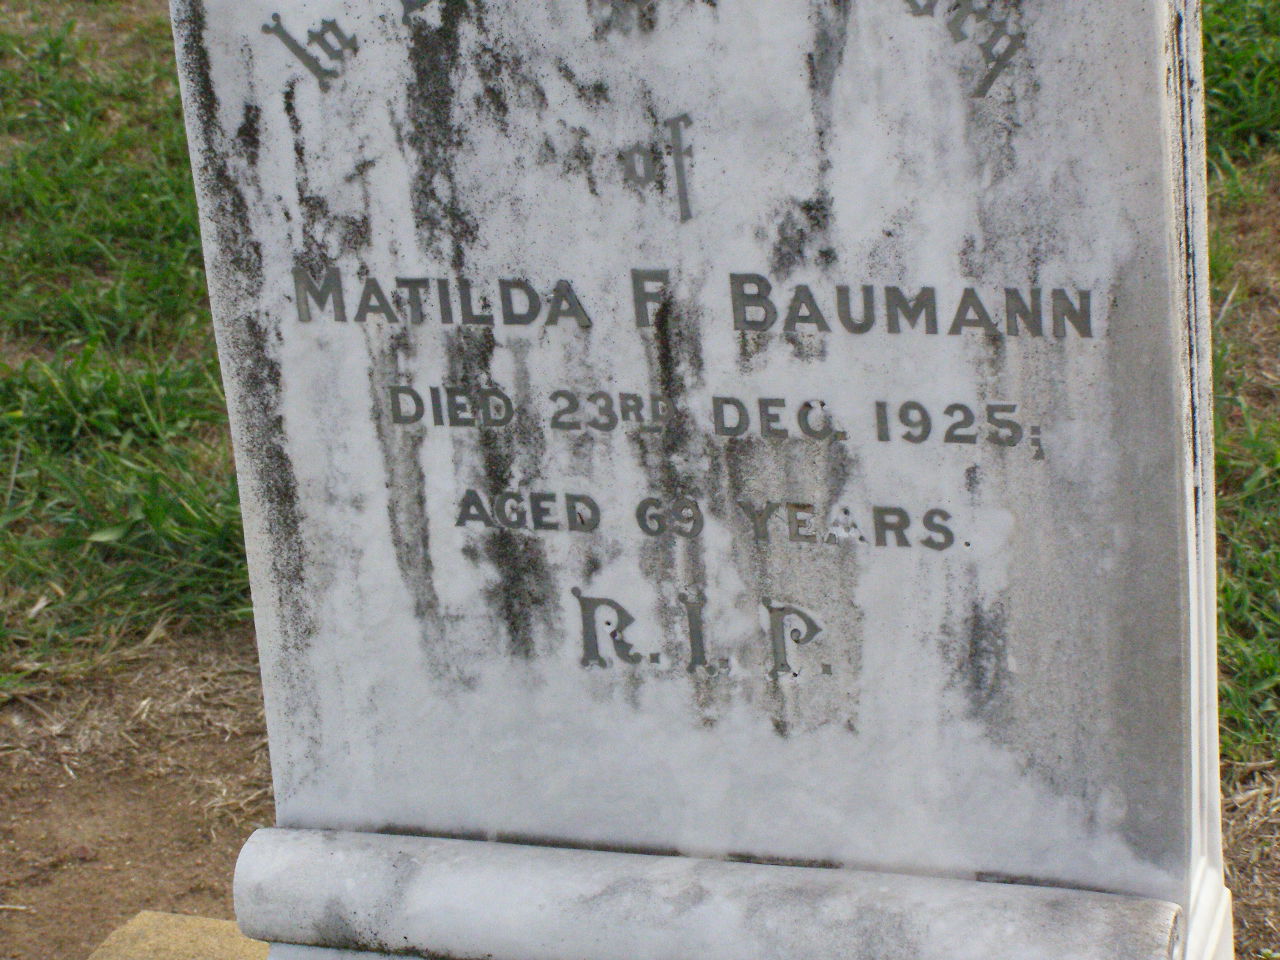 In
of
MATILDA F BAUMANN
DIED 23RD DEC. 1925;
AGED 69 YEARS.
R.I.P.